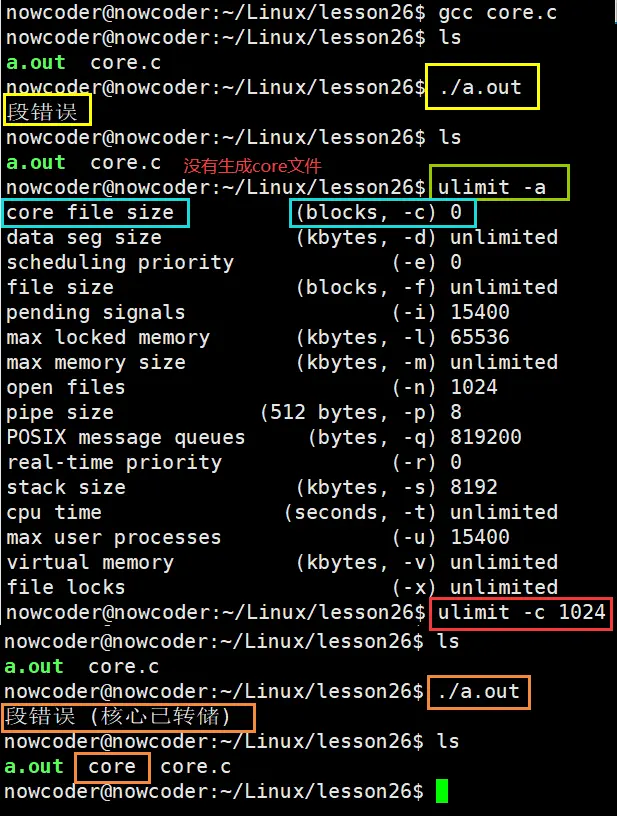 nowcoder@nowcoder:~/Linux/lesson26$ gcc core.c
nowcoder@nowcoder:~/Linux/lesson26$ ls
a.out  core.c
nowcoder@nowcoder:~/Linux/lesson26$ ./a.out
段错误
nowcoder@nowcoder:~/Linux/lesson26$ ls
a.out  core.c  没有生成core文件
nowcoder@nowcoder:~/Linux/lesson26$ ulimit -a
core file size          (blocks, -c) 0
data seg size           (kbytes, -d) unlimited
scheduling priority             (-e) 0
file size               (blocks, -f) unlimited
pending signals                 (-i) 15400
max locked memory       (kbytes, -l) 65536
max memory size         (kbytes, -m) unlimited
open files                      (-n) 1024
pipe size            (512 bytes, -p) 8
POSIX message queues     (bytes, -q) 819200
real-time priority              (-r) 0
stack size              (kbytes, -s) 8192
cpu time               (seconds, -t) unlimited
max user processes              (-u) 15400
virtual memory          (kbytes, -v) unlimited
file locks                      (-x) unlimited
nowcoder@nowcoder:~/Linux/lesson26$ ulimit -c 1024
nowcoder@nowcoder:~/Linux/lesson26$ ls
a.out  core.c
nowcoder@nowcoder:~/Linux/lesson26$ ./a.out
段错误 (核心已转储)
nowcoder@nowcoder:~/Linux/lesson26$ ls
a.out  core  core.c
nowcoder@nowcoder:~/Linux/lesson26$